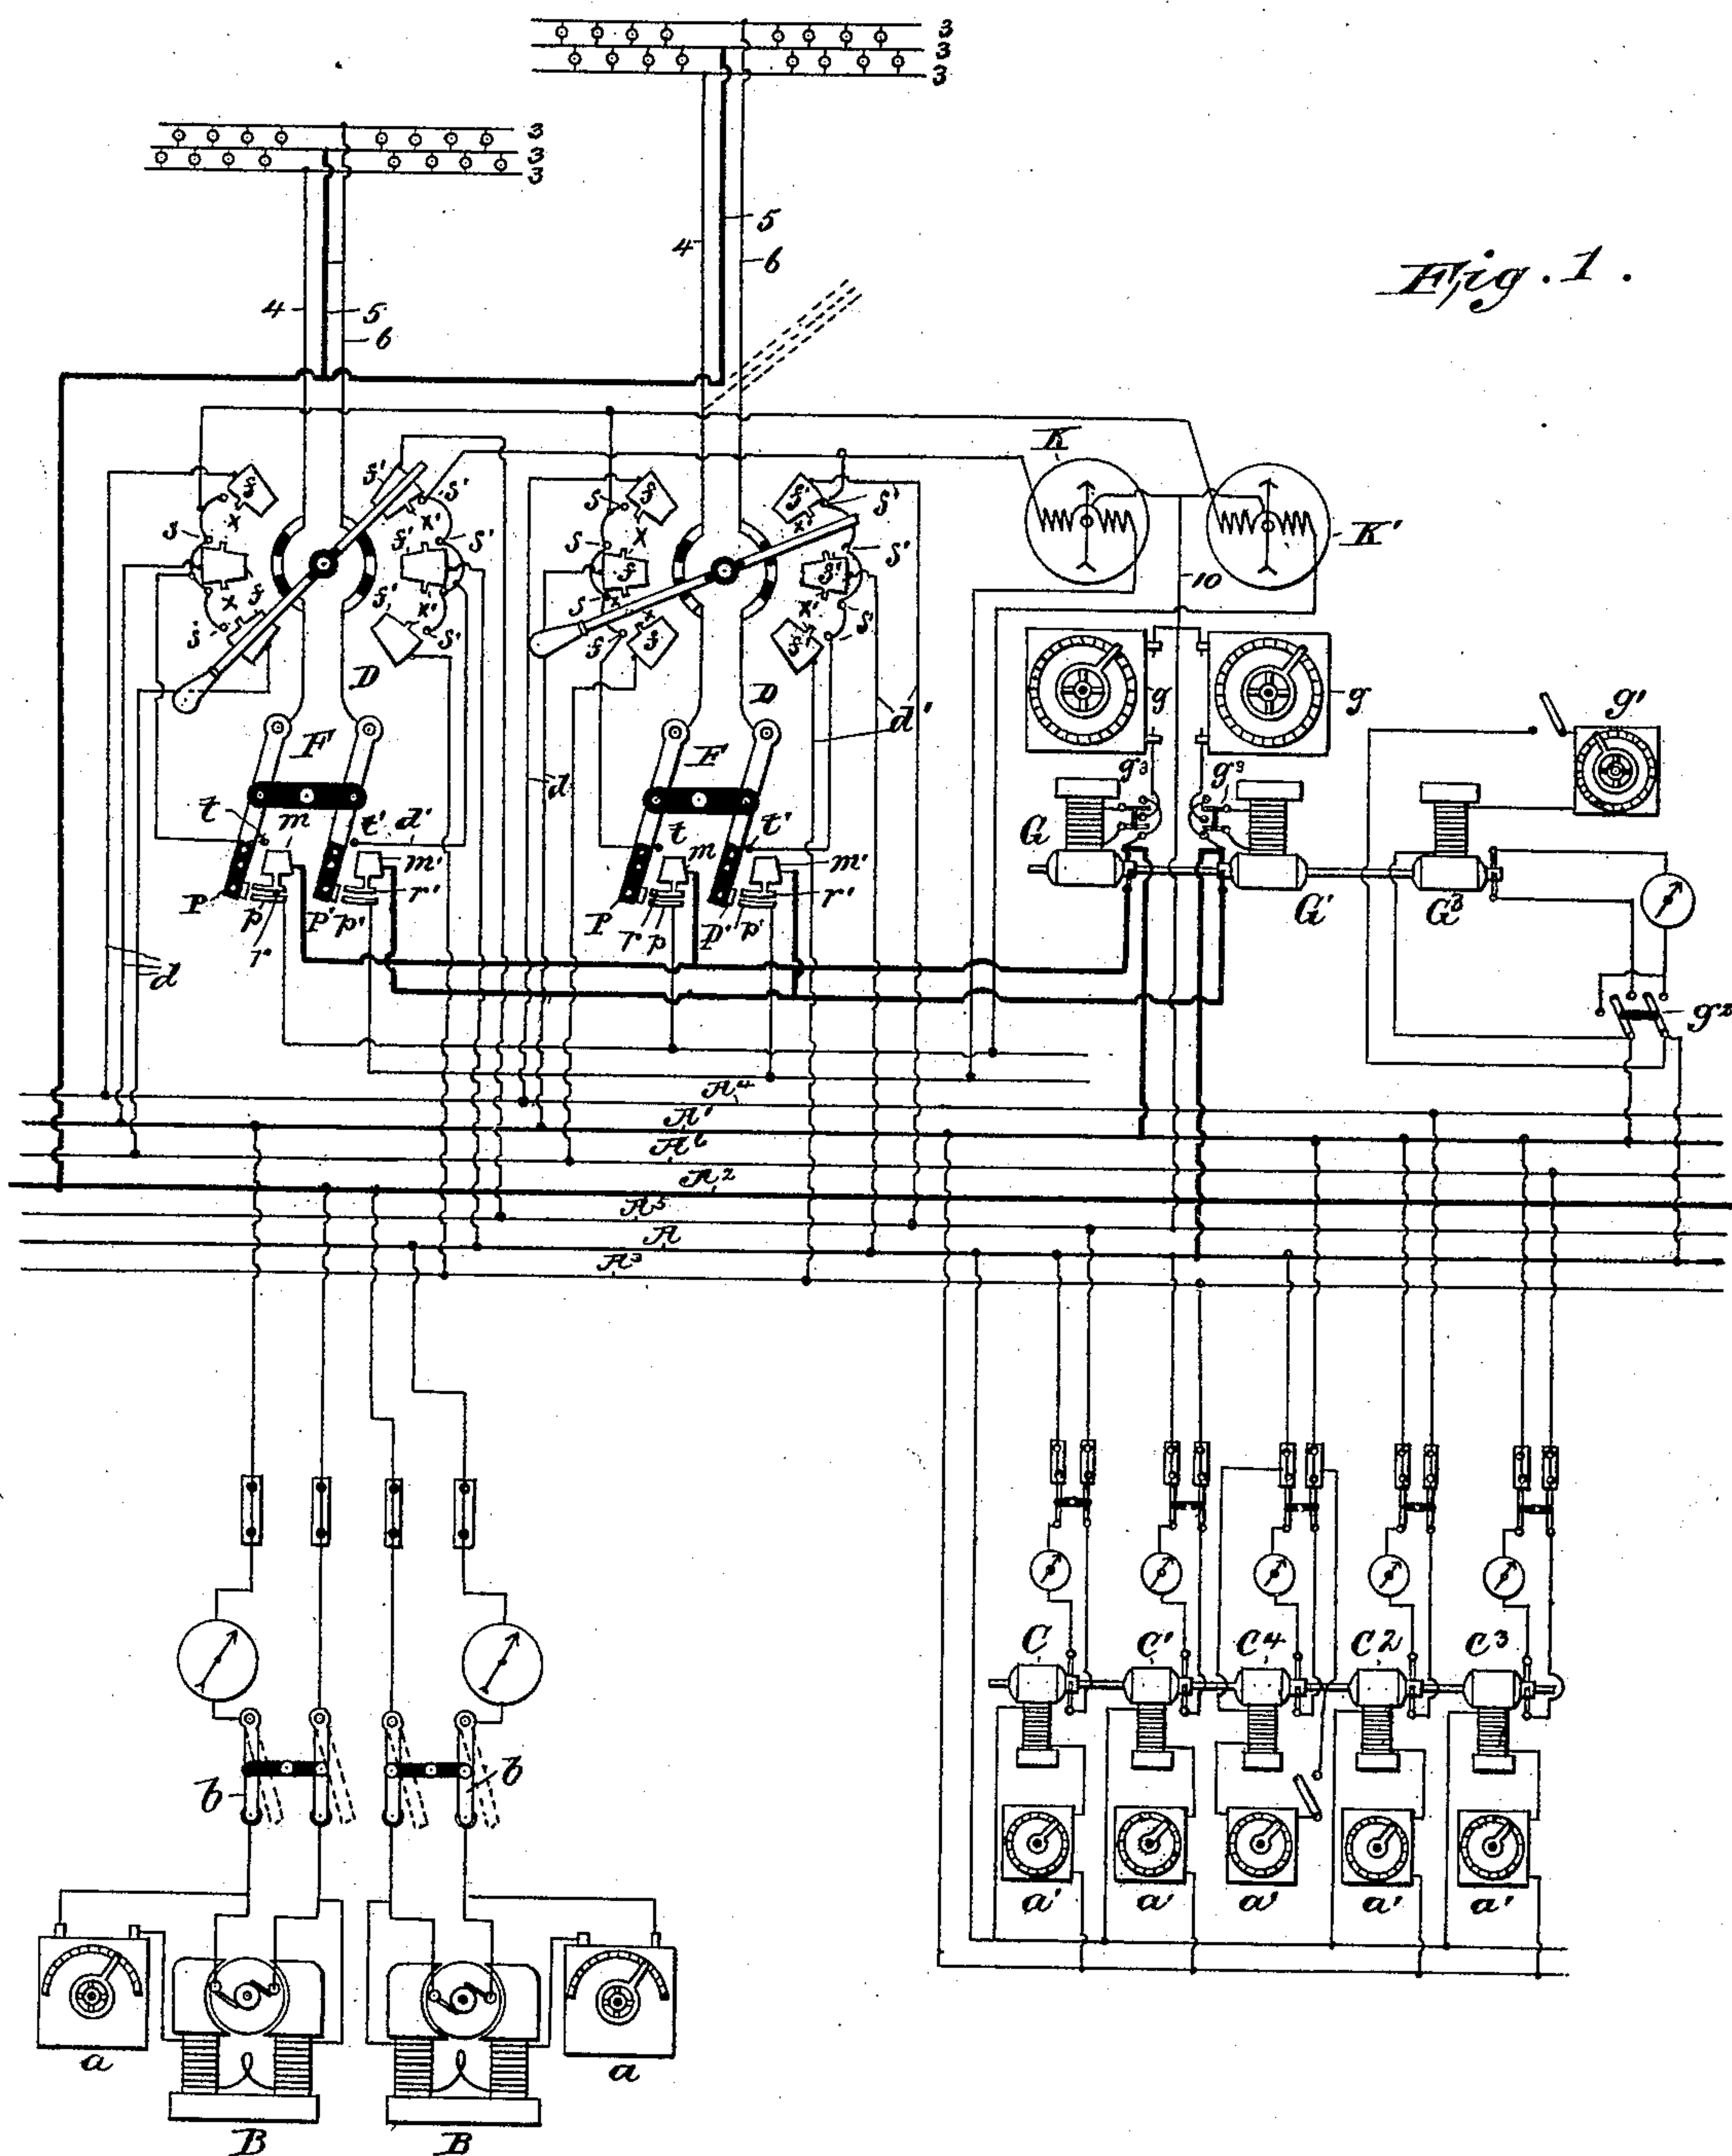 3
3
3
3
3
3
4 5 6
4 5 6
Fig. 1.
K K'
f f' s s' x x'
f f' s s' x x'
f f' s s' x x'
f f' s s' x x'
f f' s s' x x'
f f' s s'
10
D D
d'
g g g'
F F
g³ g³
t m t' d' m'
t m t' m'
G G' G³
P p r P' p' r'
P r p P' p' r'
d d
g²
A⁴
A'
A⁶
A²
A⁵
A
A³
C C' C4 C2 C3
b b
a' a' a' a' a'
a a
B B